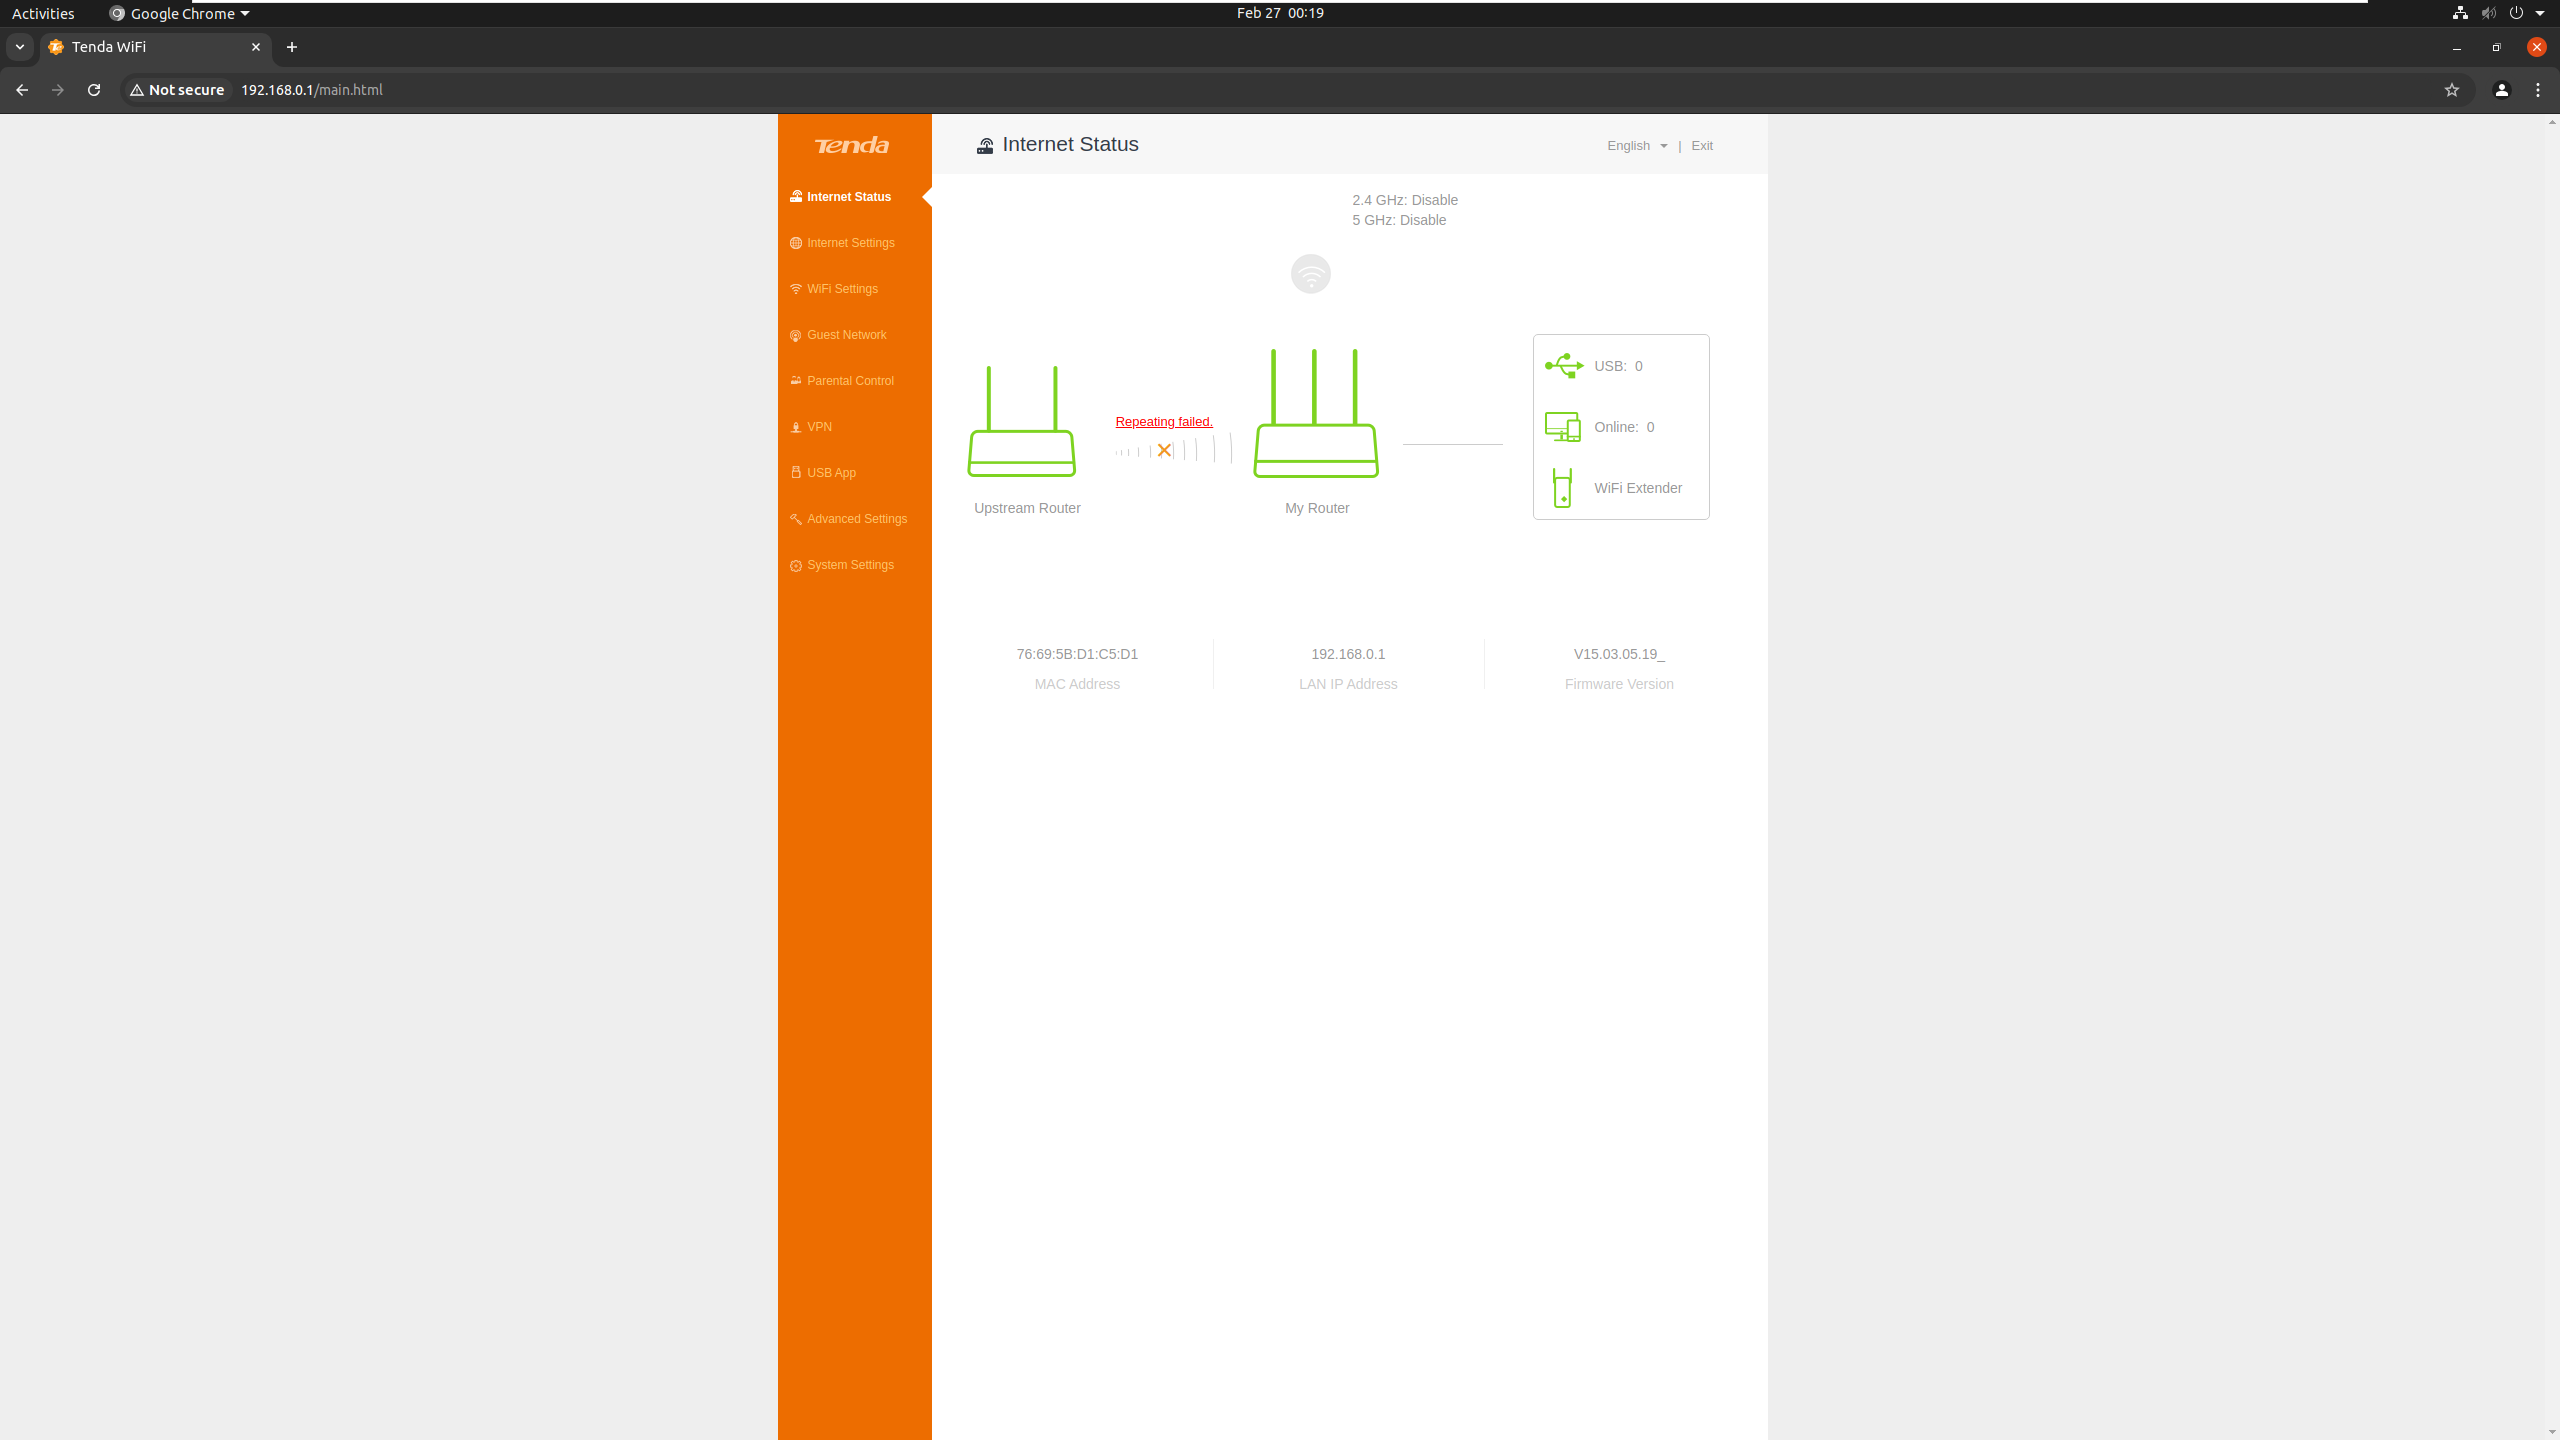 Activities
Google Chrome
Feb 27 00:19
Tenda WiFi
Not secure
192.168.0.1/main.html
Tenda
Internet Status
English | Exit
Internet Status
Internet Settings
WiFi Settings
Guest Network
Parental Control
VPN
USB App
Advanced Settings
System Settings
2.4 GHz: Disable
5 GHz: Disable
Repeating failed.
Upstream Router
My Router
USB: 0
Online: 0
WiFi Extender
76:69:5B:D1:C5:D1
MAC Address
192.168.0.1
LAN IP Address
V15.03.05.19_
Firmware Version